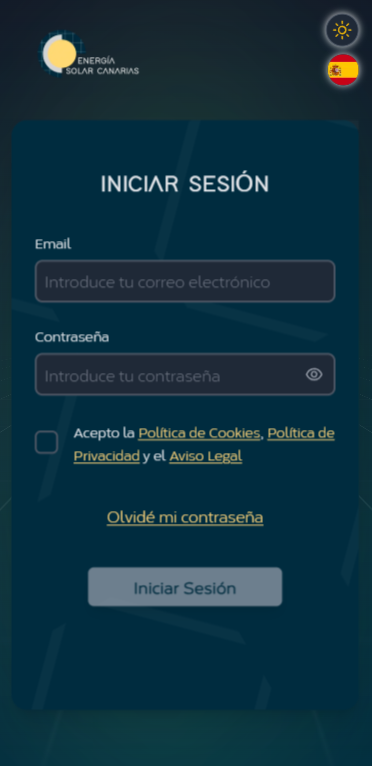 ENERGÍA
SOLAR CANARIAS
INICIAR SESIÓN
Email
Introduce tu correo electrónico
Contraseña
Introduce tu contraseña
Acepto la Política de Cookies, Política de
Privacidad y el Aviso Legal
Olvidé mi contraseña
Iniciar Sesión